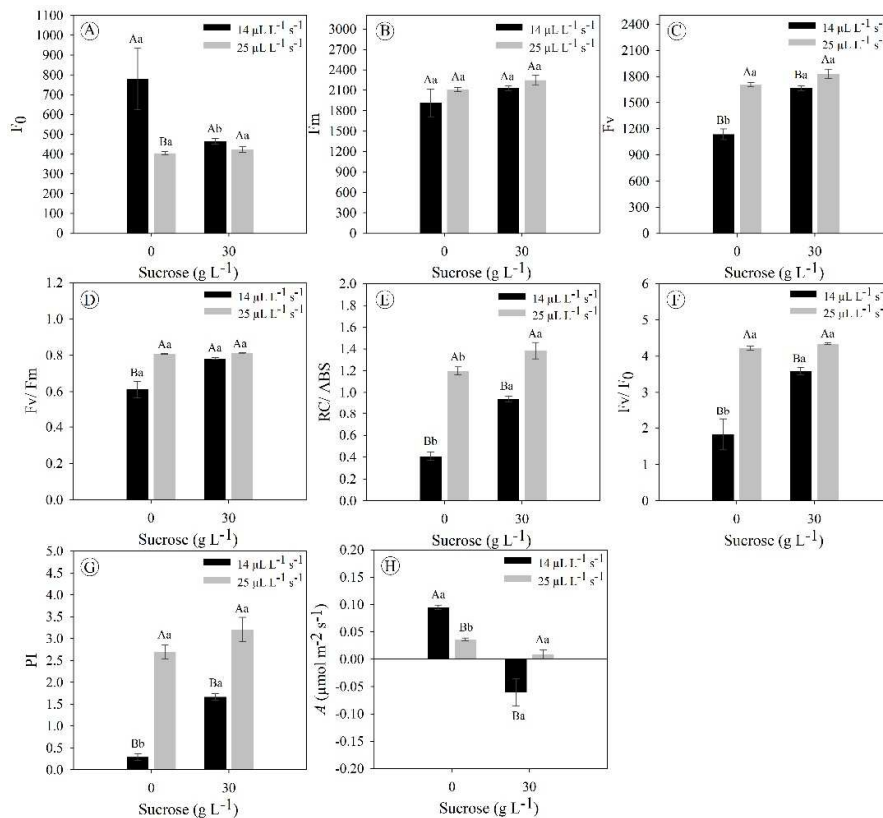 A
14 µL L⁻¹ s⁻¹
25 µL L⁻¹ s⁻¹
1100
1000
900
800
700
600
500
400
300
200
100
0
F₀
Aa
Ba
Ab
Aa
0
30
Sucrose (g L⁻¹)
B
14 µL L⁻¹ s⁻¹
25 µL L⁻¹ s⁻¹
3300
3000
2700
2400
2100
1800
1500
1200
900
600
300
0
Fm
Aa
Aa
Aa
Aa
0
30
Sucrose (g L⁻¹)
C
14 µL L⁻¹ s⁻¹
25 µL L⁻¹ s⁻¹
2400
2100
1800
1500
1200
900
600
300
0
Fv
Bb
Aa
Ba
Aa
0
30
Sucrose (g L⁻¹)
D
14 µL L⁻¹ s⁻¹
25 µL L⁻¹ s⁻¹
1.2
1.0
0.8
0.6
0.4
0.2
0.0
Fv/ Fm
Ba
Aa
Aa
Aa
0
30
Sucrose (g L⁻¹)
E
14 µL L⁻¹ s⁻¹
25 µL L⁻¹ s⁻¹
2.0
1.8
1.6
1.4
1.2
1.0
0.8
0.6
0.4
0.2
0.0
RC/ ABS
Bb
Ab
Ba
Aa
0
30
Sucrose (g L⁻¹)
F
14 µL L⁻¹ s⁻¹
25 µL L⁻¹ s⁻¹
6
5
4
3
2
1
0
Fv/ F₀
Bb
Aa
Ba
Aa
0
30
Sucrose (g L⁻¹)
G
14 µL L⁻¹ s⁻¹
25 µL L⁻¹ s⁻¹
5.0
4.5
4.0
3.5
3.0
2.5
2.0
1.5
1.0
0.5
0.0
PI
Bb
Aa
Ba
Aa
0
30
Sucrose (g L⁻¹)
H
14 µL L⁻¹ s⁻¹
25 µL L⁻¹ s⁻¹
0.20
0.15
0.10
0.05
0.00
-0.05
-0.10
-0.15
-0.20
A (µmol m⁻² s⁻¹)
Aa
Bb
Ba
Aa
0
30
Sucrose (g L⁻¹)